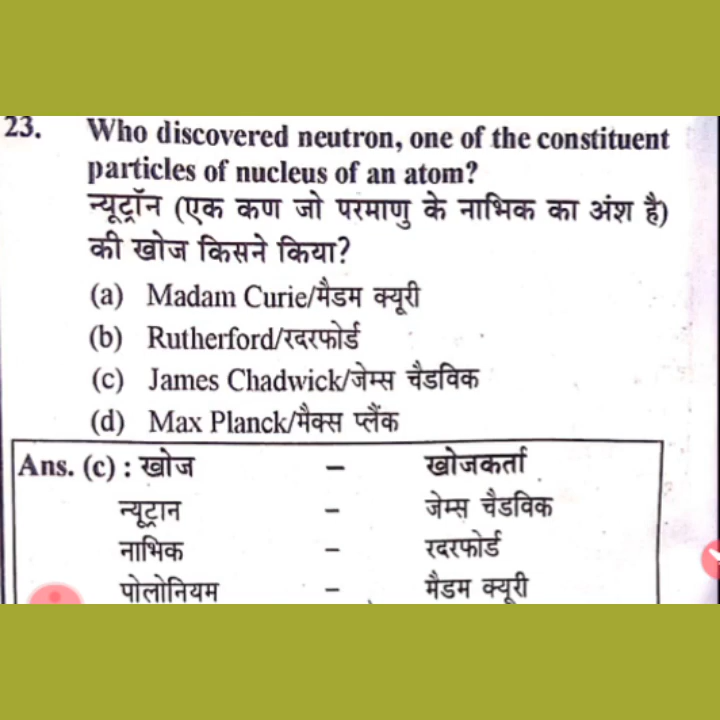 23. Who discovered neutron, one of the constituent
particles of nucleus of an atom?
न्यूट्रॉन (एक कण जो परमाणु के नाभिक का अंश है)
की खोज किसने किया?
(a) Madam Curie/मैडम क्यूरी
(b) Rutherford/रदरफोर्ड
(c) James Chadwick/जेम्स चैडविक
(d) Max Planck/मैक्स प्लैंक
Ans. (c) : खोज – खोजकर्ता
न्यूट्रान – जेम्स चैडविक
नाभिक – रदरफोर्ड
पोलोनियम – मैडम क्यूरी